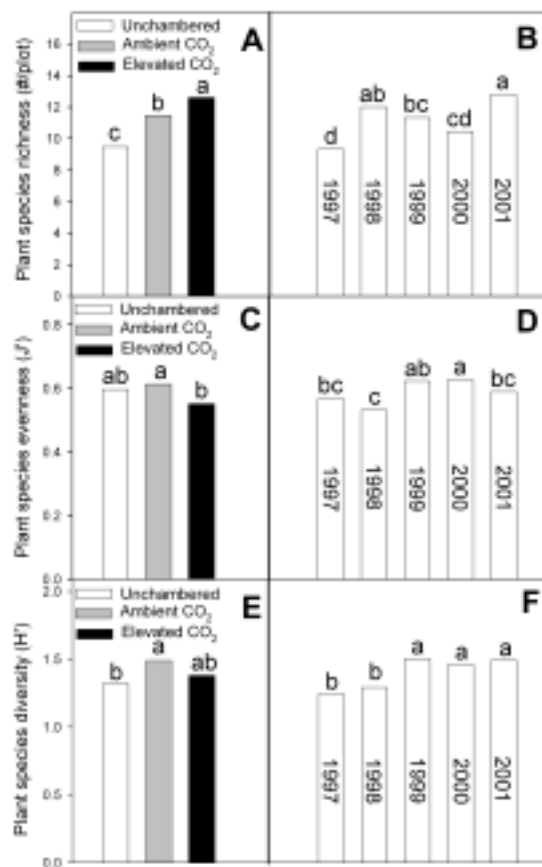 Unchambered
Ambient CO₂
Elevated CO₂
A
Plant species richness (#/plot)
16
14
12
10
8
6
4
2
0
c
b
a
B
d
ab
bc
cd
a
1997
1998
1999
2000
2001
Unchambered
Ambient CO₂
Elevated CO₂
C
Plant species evenness (J')
0.8
0.6
0.4
0.2
0.0
ab
a
b
D
bc
c
ab
a
bc
1997
1998
1999
2000
2001
Unchambered
Ambient CO₂
Elevated CO₂
E
Plant species diversity (H')
2.0
1.5
1.0
0.5
0.0
b
a
ab
F
b
b
a
a
a
1997
1998
1999
2000
2001